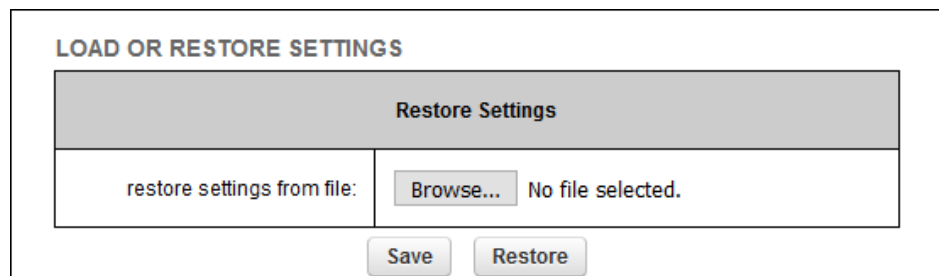 LOAD OR RESTORE SETTINGS
Restore Settings
restore settings from file: Browse... No file selected.
Save Restore